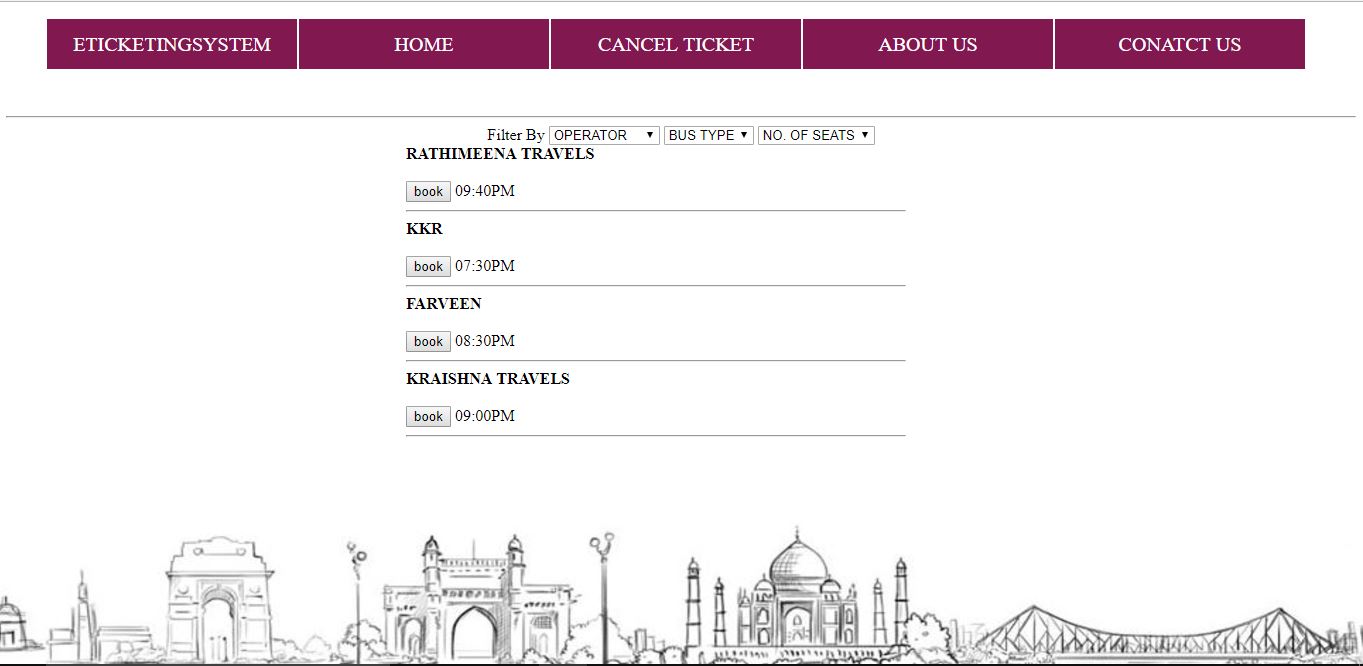 ETICKETINGSYSTEM HOME CANCEL TICKET ABOUT US CONATCT US
Filter By OPERATOR BUS TYPE NO. OF SEATS
RATHIMEENA TRAVELS
book 09:40PM
KKR
book 07:30PM
FARVEEN
book 08:30PM
KRAISHNA TRAVELS
book 09:00PM